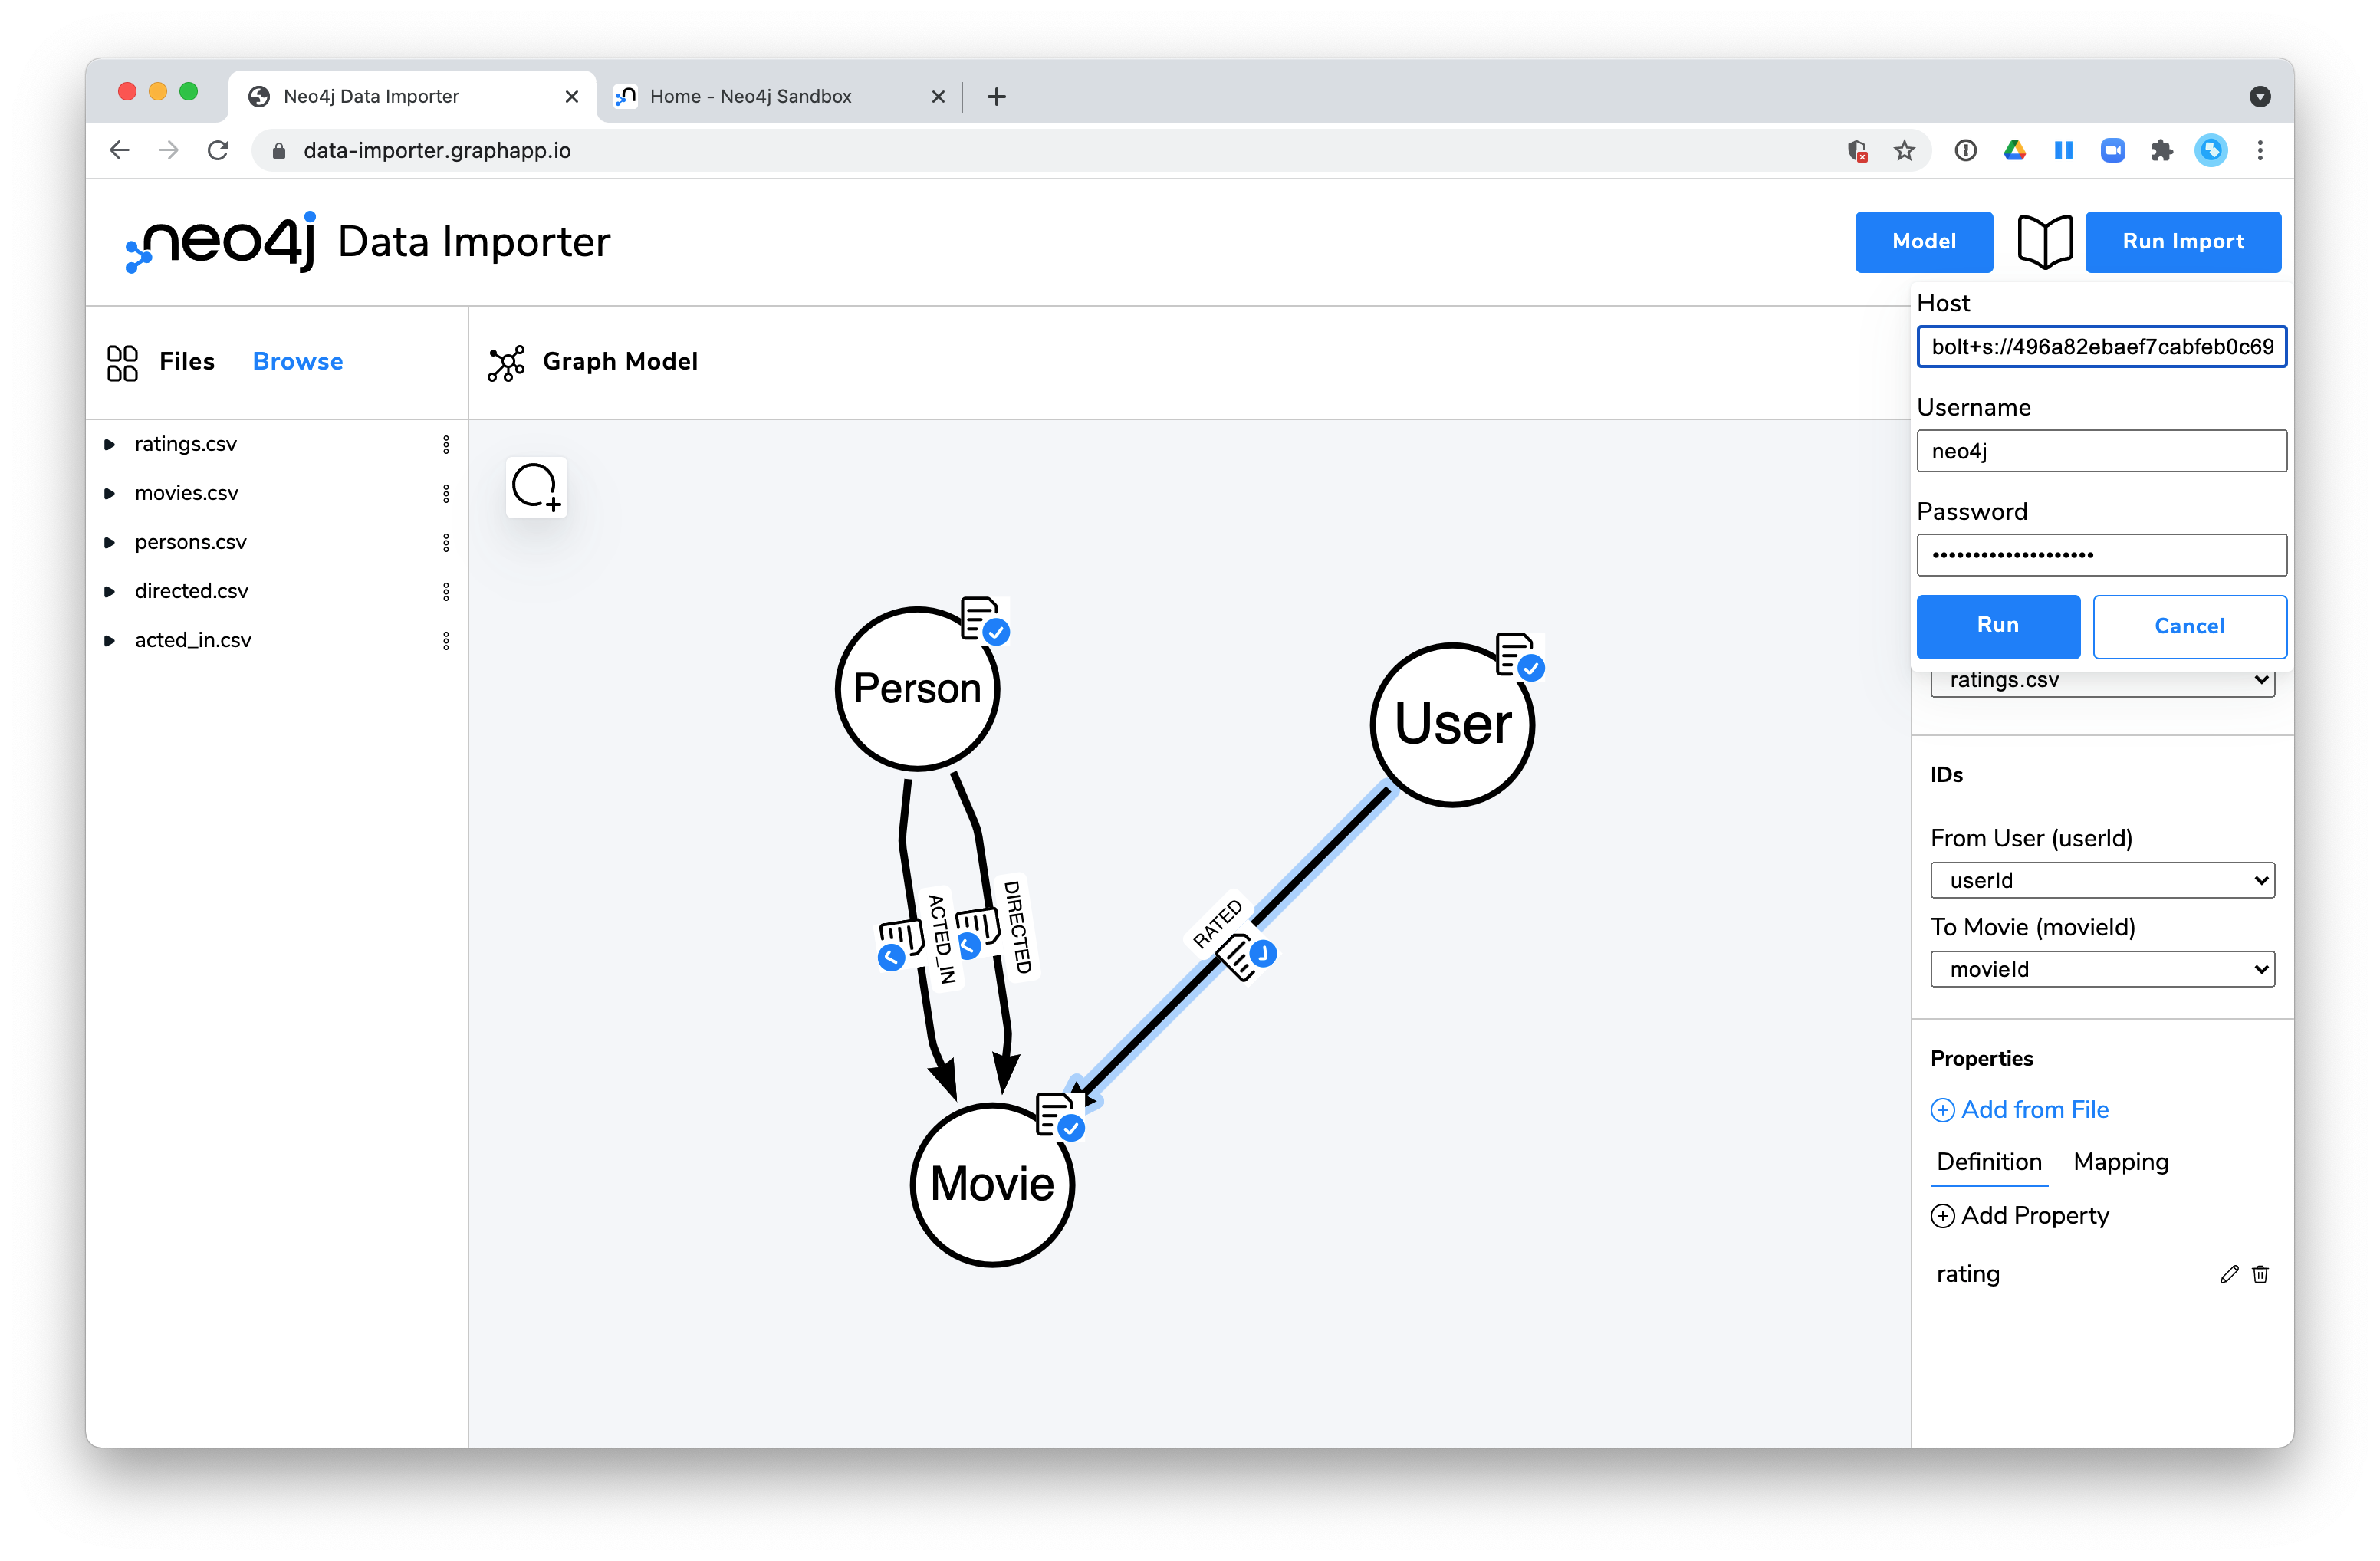 Neo4j Data Importer
Home - Neo4j Sandbox
data-importer.graphapp.io
neo4j Data Importer
Model
Run Import
Files
Browse
Graph Model
Host
bolt+s://496a82ebaef7cabfeb0c69
Username
neo4j
Password
Run
Cancel
ratings.csv
movies.csv
persons.csv
directed.csv
acted_in.csv
Person
User
ACTED_IN
DIRECTED
RATED
Movie
ratings.csv
IDs
From User (userId)
userId
To Movie (movieId)
movieId
Properties
Add from File
Definition
Mapping
Add Property
rating